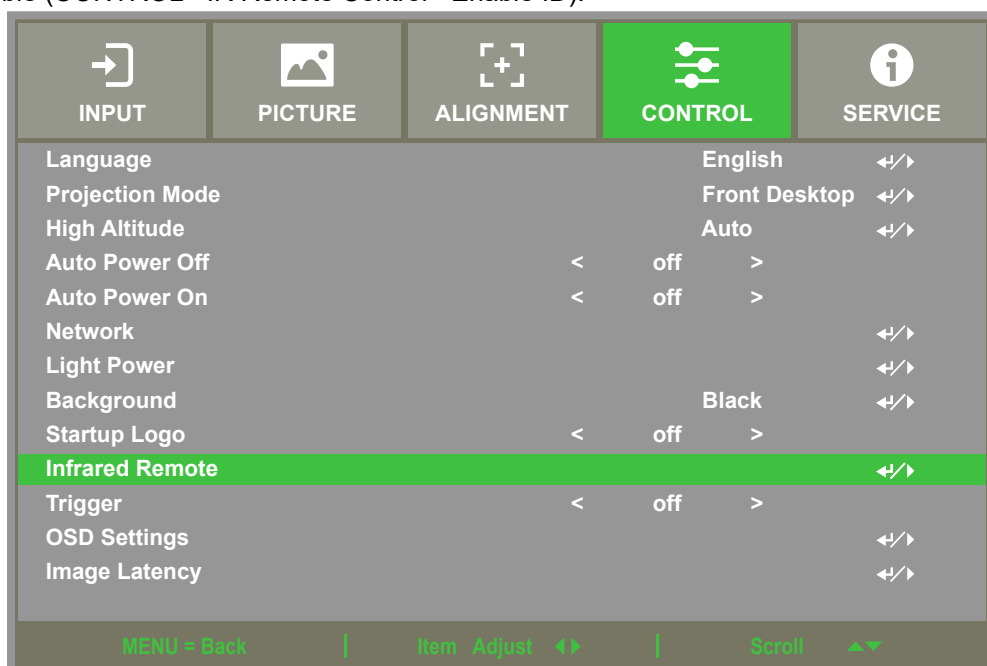 INPUT PICTURE ALIGNMENT CONTROL SERVICE
Language English
Projection Mode Front Desktop
High Altitude Auto
Auto Power Off < off >
Auto Power On < off >
Network
Light Power
Background Black
Startup Logo < off >
Infrared Remote
Trigger < off >
OSD Settings
Image Latency
MENU = Back | Item Adjust | Scroll